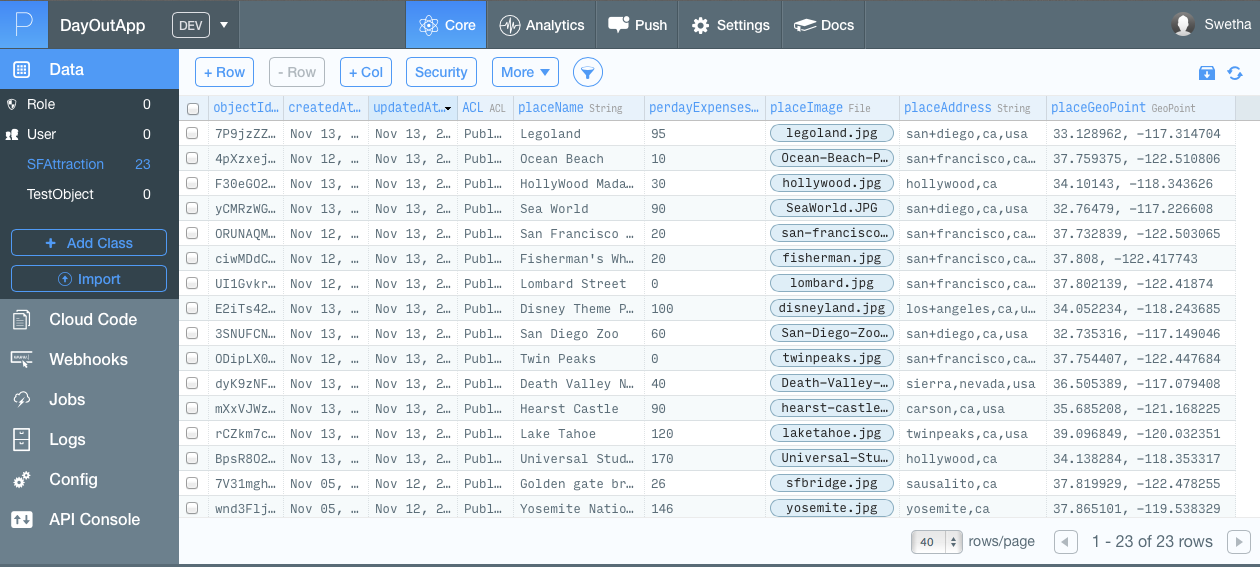 P DayOutApp DEV Core Analytics Push Settings Docs Swetha
Data
Role 0
User 0
SFAttraction 23
TestObject 0
+ Add Class
Import
Cloud Code
Webhooks
Jobs
Logs
Config
API Console
+ Row - Row + Col Security More
objectId… createdAt… updatedAt… ACL ACL placeName String perdayExpenses… placeImage File placeAddress String placeGeoPoint GeoPoint
7P9jzZZ… Nov 13, … Nov 13, 2… Publ… Legoland 95 legoland.jpg san+diego,ca,usa 33.128962, -117.314704
4pXzxej… Nov 12, … Nov 13, 2… Publ… Ocean Beach 10 Ocean-Beach-P… san+francisco,ca… 37.759375, -122.510806
F30eGO2… Nov 13, … Nov 13, 2… Publ… HollyWood Mada… 30 hollywood.jpg hollywood,ca 34.10143, -118.343626
yCMRzWG… Nov 13, … Nov 13, 2… Publ… Sea World 90 SeaWorld.JPG san+diego,ca,usa 32.76479, -117.226608
ORUNAQM… Nov 12, … Nov 13, 2… Publ… San Francisco … 20 san-francisco… san+francisco,ca… 37.732839, -122.503065
ciwMDdC… Nov 12, … Nov 13, 2… Publ… Fisherman's Wh… 20 fisherman.jpg san+francisco,ca… 37.808, -122.417743
UI1Gvkr… Nov 12, … Nov 13, 2… Publ… Lombard Street 0 lombard.jpg san+francisco,ca… 37.802139, -122.41874
E2iTs42… Nov 13, … Nov 13, 2… Publ… Disney Theme P… 100 disneyland.jpg los+angeles,ca,u… 34.052234, -118.243685
3SNUFCN… Nov 13, … Nov 13, 2… Publ… San Diego Zoo 60 San-Diego-Zoo… san+diego,ca,usa 32.735316, -117.149046
ODipLX0… Nov 12, … Nov 13, 2… Publ… Twin Peaks 0 twinpeaks.jpg san+francisco,ca… 37.754407, -122.447684
dyK9zNF… Nov 13, … Nov 13, 2… Publ… Death Valley N… 40 Death-Valley-… sierra,nevada,usa 36.505389, -117.079408
mXxVJWz… Nov 13, … Nov 13, 2… Publ… Hearst Castle 90 hearst-castle… carson,ca,usa 35.685208, -121.168225
rCZkm7c… Nov 13, … Nov 13, 2… Publ… Lake Tahoe 120 laketahoe.jpg twinpeaks,ca,usa 39.096849, -120.032351
BpsR8O2… Nov 13, … Nov 13, 2… Publ… Universal Stud… 170 Universal-Stu… hollywood,ca 34.138284, -118.353317
7V31mgh… Nov 05, … Nov 12, 2… Publ… Golden gate br… 26 sfbridge.jpg sausalito,ca 37.819929, -122.478255
wnd3Flj… Nov 05, … Nov 12, 2… Publ… Yosemite Natio… 146 yosemite.jpg yosemite,ca 37.865101, -119.538329
40 rows/page 1 - 23 of 23 rows